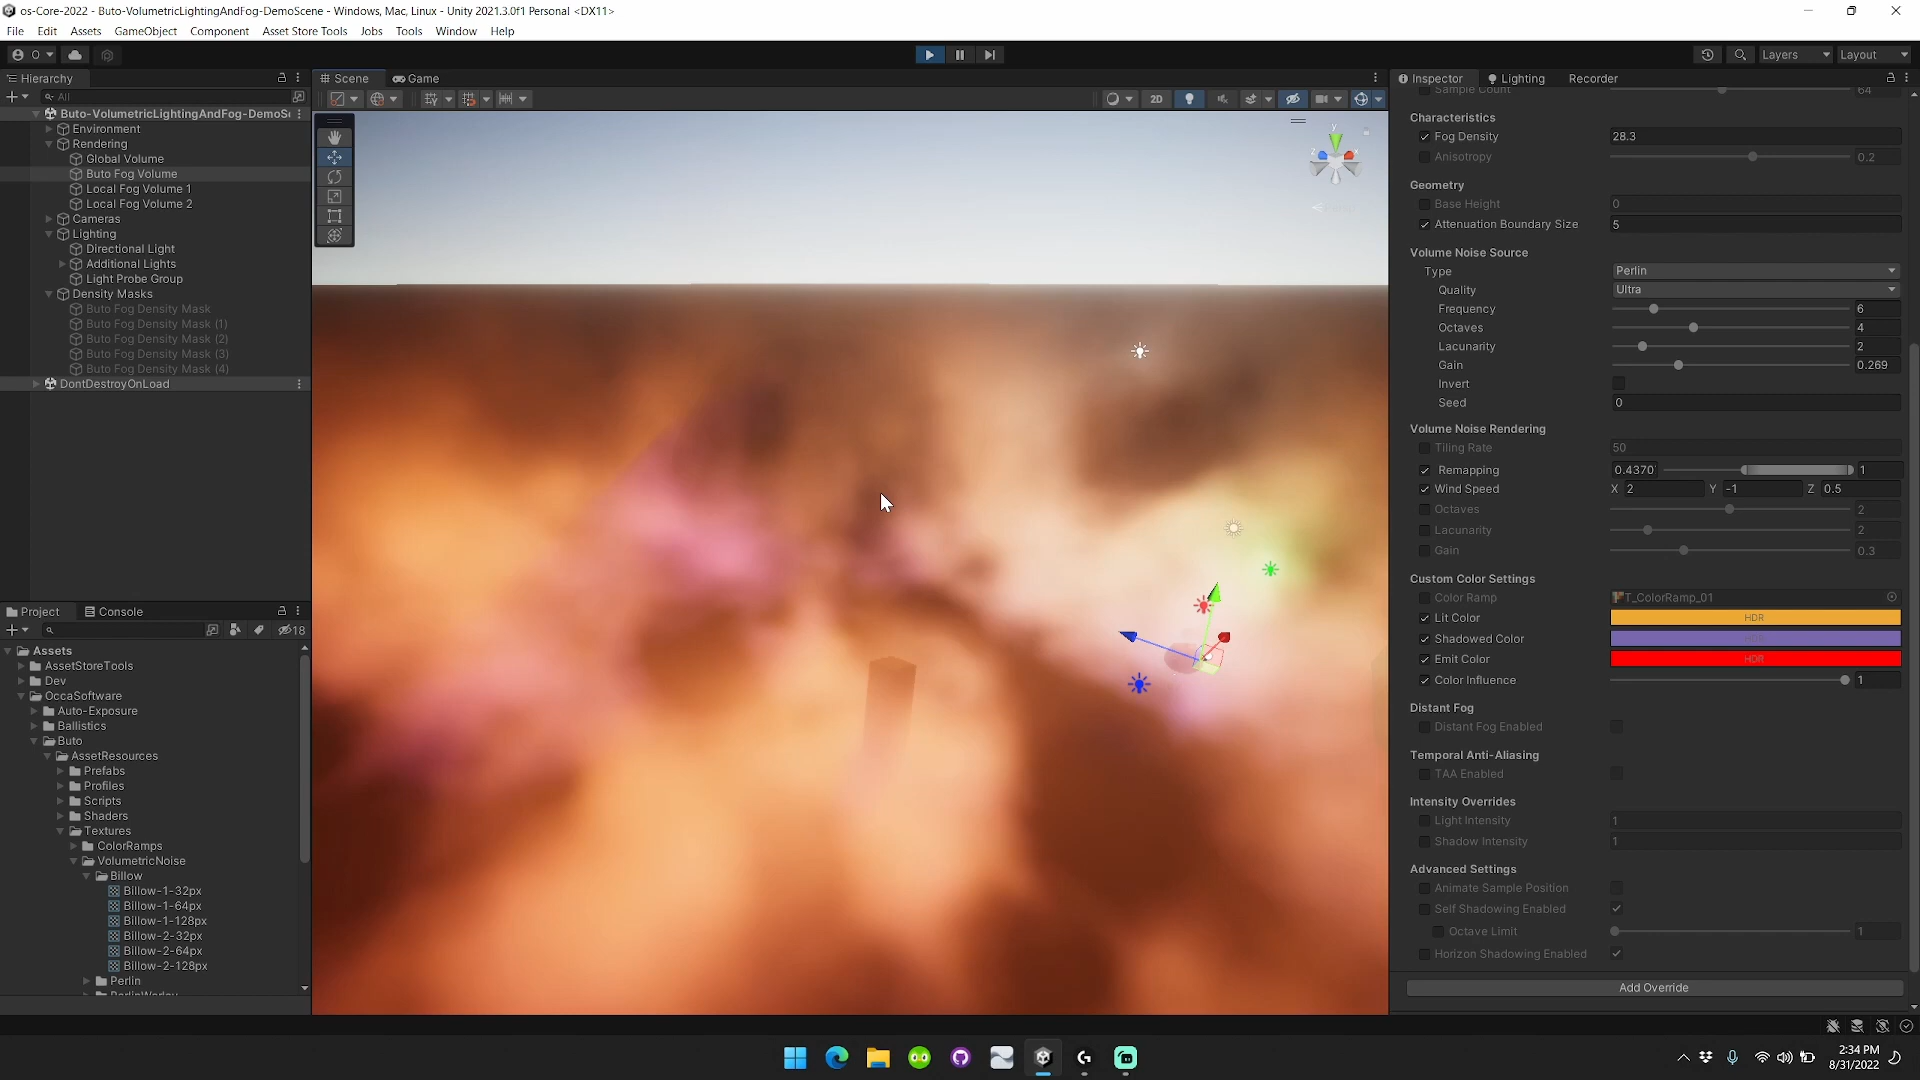 os-Core-2022 - Buto-VolumetricLightingAndFog-DemoScene - Windows, Mac, Linux - Unity 2021.3.0f1 Personal <DX11>
File Edit Assets GameObject Component Asset Store Tools Jobs Tools Window Help
O Layers Layout
Hierarchy
All
Buto-VolumetricLightingAndFog-DemoS
Environment
Rendering
Global Volume
Buto Fog Volume
Local Fog Volume 1
Local Fog Volume 2
Cameras
Lighting
Directional Light
Additional Lights
Light Probe Group
Density Masks
Buto Fog Density Mask
Buto Fog Density Mask (1)
Buto Fog Density Mask (2)
Buto Fog Density Mask (3)
Buto Fog Density Mask (4)
DontDestroyOnLoad
Project Console
18
Assets
AssetStoreTools
Dev
OccaSoftware
Auto-Exposure
Ballistics
Buto
AssetResources
Prefabs
Profiles
Scripts
Shaders
Textures
ColorRamps
VolumetricNoise
Billow
Billow-1-32px
Billow-1-64px
Billow-1-128px
Billow-2-32px
Billow-2-64px
Billow-2-128px
Perlin
PerlinWorley
Scene Game
2D
y
z x
Inspector Lighting Recorder
Sample Count 64
Characteristics
Fog Density 28.3
Anisotropy 0.2
Geometry
Base Height 0
Attenuation Boundary Size 5
Volume Noise Source
Type Perlin
Quality Ultra
Frequency 6
Octaves 4
Lacunarity 2
Gain 0.269
Invert
Seed 0
Volume Noise Rendering
Tiling Rate 50
Remapping 0.4370 1
Wind Speed X 2 Y -1 Z 0.5
Octaves 2
Lacunarity 2
Gain 0.3
Custom Color Settings
Color Ramp T_ColorRamp_01
Lit Color HDR
Shadowed Color HDR
Emit Color HDR
Color Influence 1
Distant Fog
Distant Fog Enabled
Temporal Anti-Aliasing
TAA Enabled
Intensity Overrides
Light Intensity 1
Shadow Intensity 1
Advanced Settings
Animate Sample Position
Self Shadowing Enabled
Octave Limit 1
Horizon Shadowing Enabled
Add Override
2:34 PM
8/31/2022